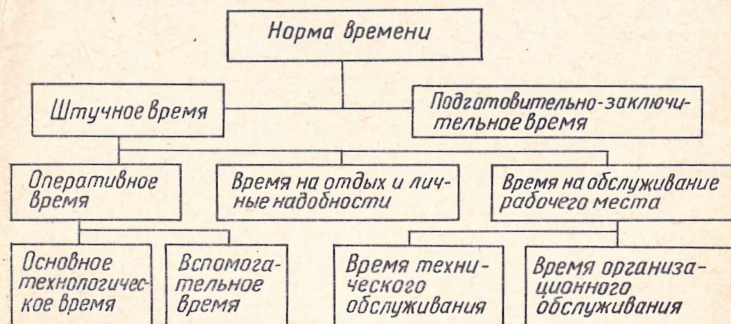 Норма времени
Штучное время
Подготовительно-заключи-
тельное время
Оперативное
время
Время на отдых и лич-
ные надобности
Время на обслуживание
рабочего места
Основное
технологичес-
кое время
Вспомога-
тельное
время
Время техни-
ческого
обслуживания
Время организа-
ционного
обслуживания